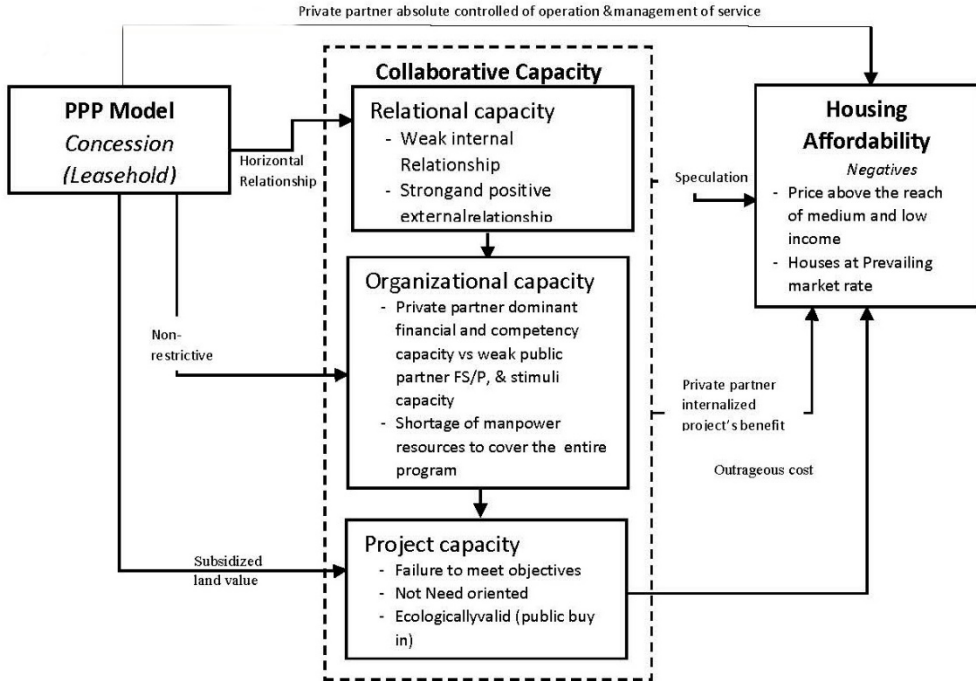 Private partner absolute controlled of operation &management of service
PPP Model
Concession
(Leasehold)
Horizontal
Relationship
Non-
restrictive
Subsidized
land value
Collaborative Capacity
Relational capacity
- Weak internal
Relationship
- Strongand positive
externalrelationship
Organizational capacity
- Private partner dominant
financial and competency
capacity vs weak public
partner FS/P, & stimuli
capacity
- Shortage of manpower
resources to cover the entire
program
Project capacity
- Failure to meet objectives
- Not Need oriented
- Ecologicallyvalid (public buy
in)
Speculation
Private partner
internalized
project's benefit
Outrageous cost
Housing
Affordability
Negatives
- Price above the reach
of medium and low
income
- Houses at Prevailing
market rate